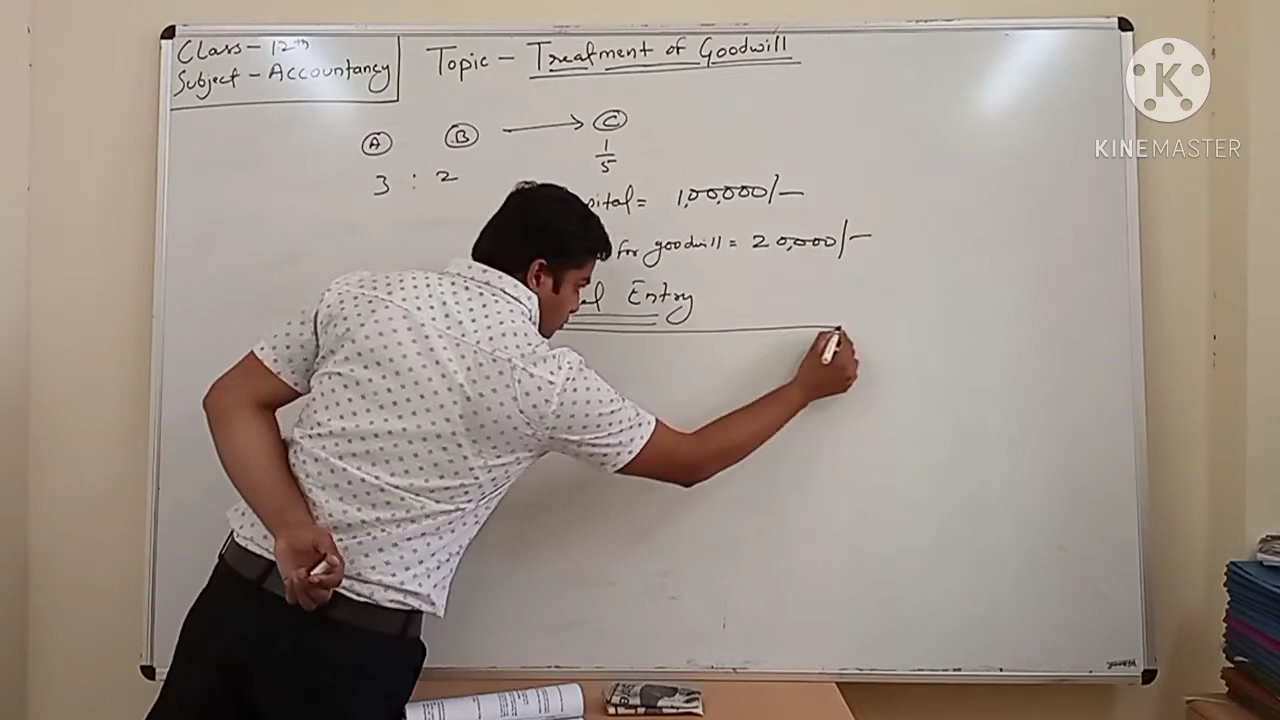 Class - 12th
Subject - Accountancy
Topic - Treatment of Goodwill
A B → C
3 : 2
1/5
= 1,00,000/-
for goodwill = 20,000/-
Entry
K
KINEMASTER